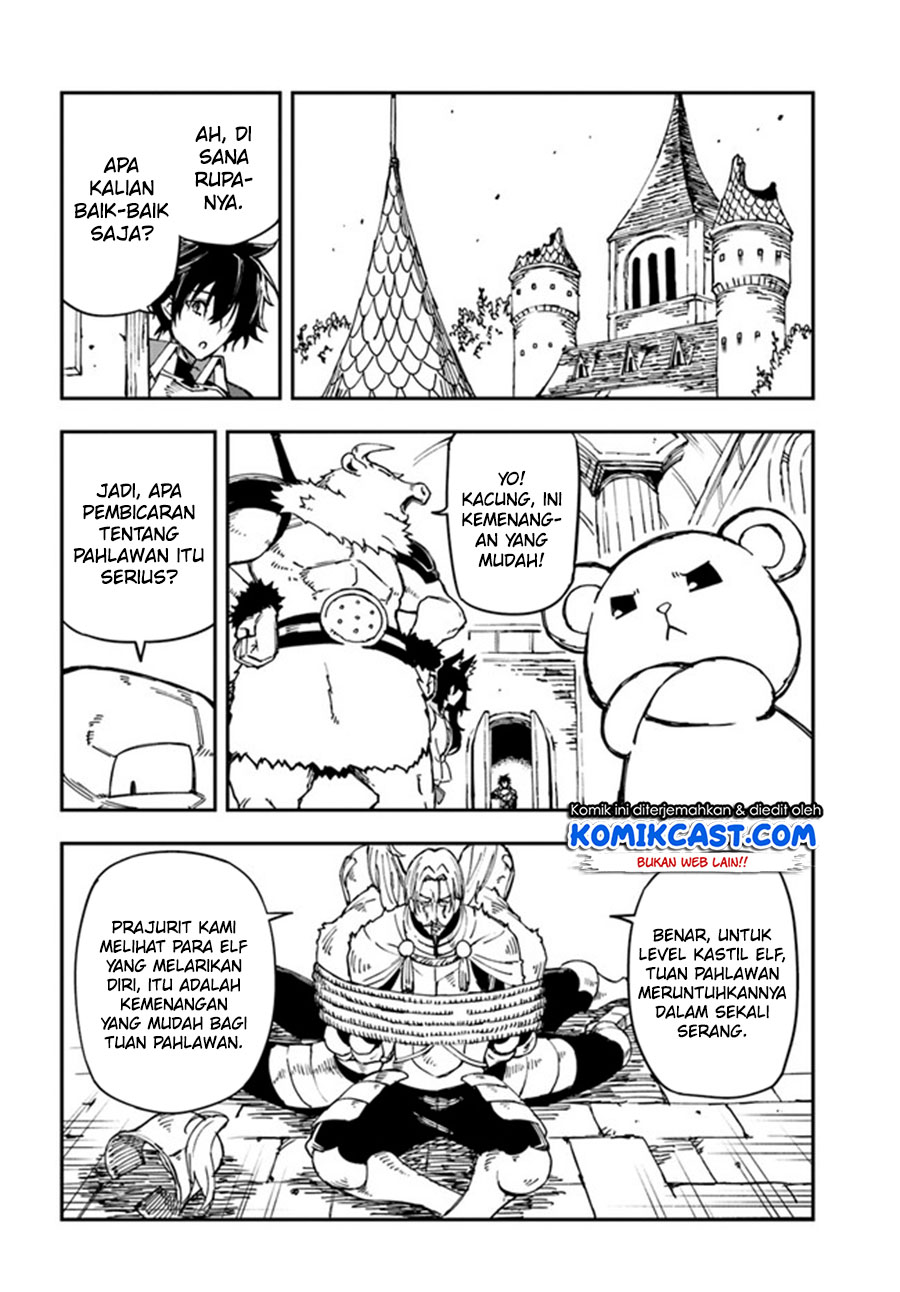 AH, DI
SANA
RUPA-
NYA.
APA
KALIAN
BAIK-BAIK
SAJA?
YO!
KACUNG, INI
KEMENANG-
AN YANG
MUDAH!
JADI, APA
PEMBICARAN
TENTANG
PAHLAWAN ITU
SERIUS?
Komik ini diterjemahkan & diedit oleh
KOMIKCAST.COM
BUKAN WEB LAIN!!
BENAR, UNTUK
LEVEL KASTIL ELF,
TUAN PAHLAWAN
MERUNTUHKANNYA
DALAM SEKALI
SERANG.
PRAJURIT KAMI
MELIHAT PARA ELF
YANG MELARIKAN
DIRI, ITU ADALAH
KEMENANGAN
YANG MUDAH BAGI
TUAN PAHLAWAN.